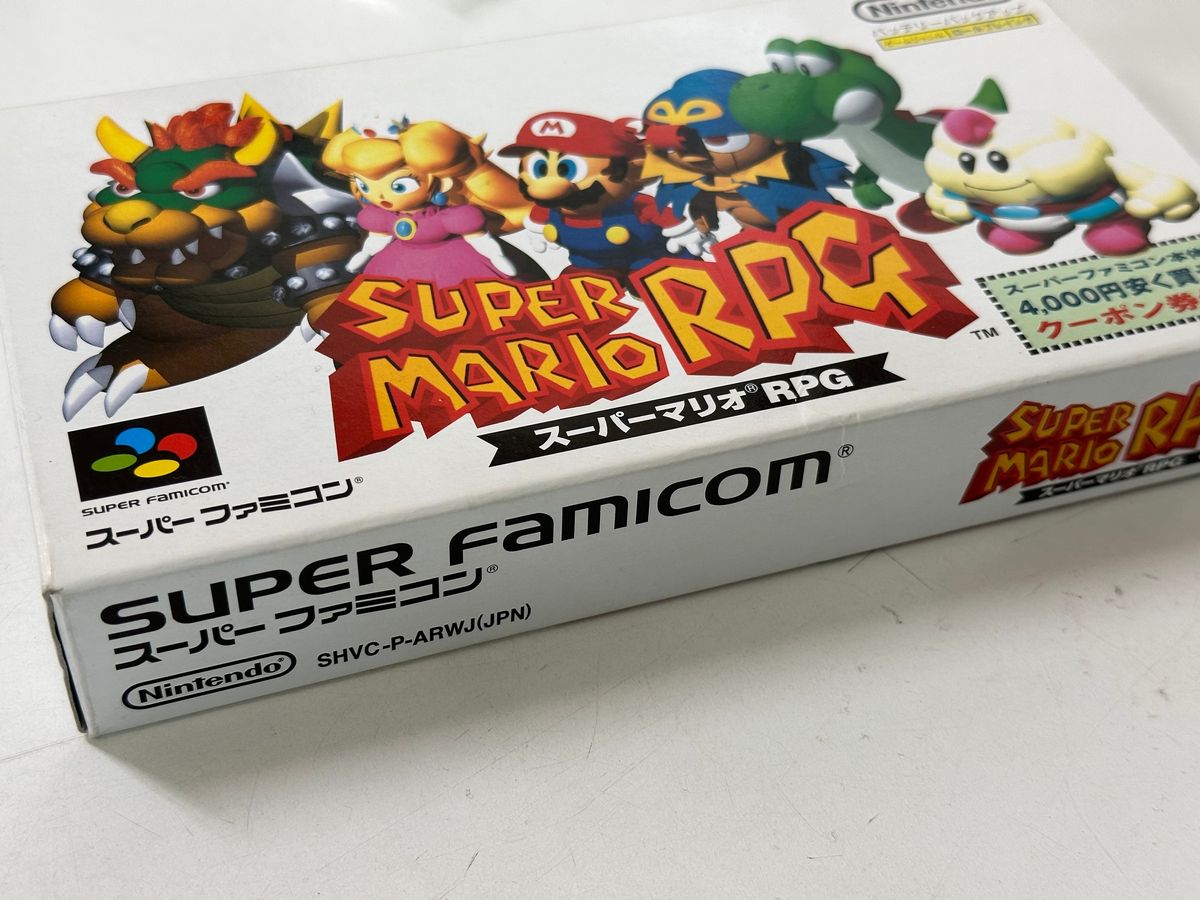 Nintendo
M
SUPER
MARIO RPG
TM
スーパーマリオ® RPG
スーパーファミコン本体
4,000円安く買
クーポン券
SUPER FAMICOM
スーパーファミコン®
SUPER FAMICOM®
スーパーファミコン®
Nintendo®
SHVC-P-ARWJ(JPN)
SUPER
MARIO RP
スーパーマリオ RPG